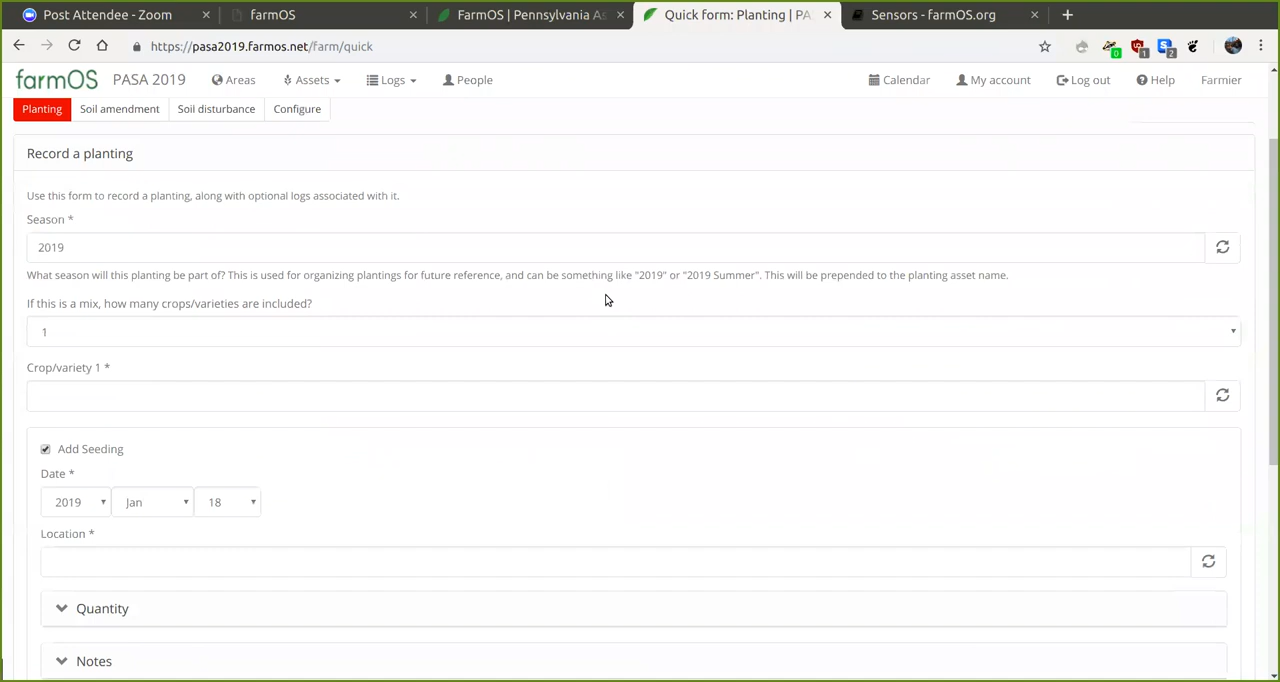 Post Attendee - Zoom
farmOS
FarmOS | Pennsylvania As
Quick form: Planting | PA
Sensors - farmOS.org
https://pasa2019.farmos.net/farm/quick
0
1
2
farmOS
PASA 2019
Areas
Assets
Logs
People
Calendar
My account
Log out
Help
Farmier
Planting
Soil amendment
Soil disturbance
Configure
Record a planting
Use this form to record a planting, along with optional logs associated with it.
Season *
2019
What season will this planting be part of? This is used for organizing plantings for future reference, and can be something like "2019" or "2019 Summer". This will be prepended to the planting asset name.
If this is a mix, how many crops/varieties are included?
1
Crop/variety 1 *
Add Seeding
Date *
2019 Jan 18
Location *
Quantity
Notes